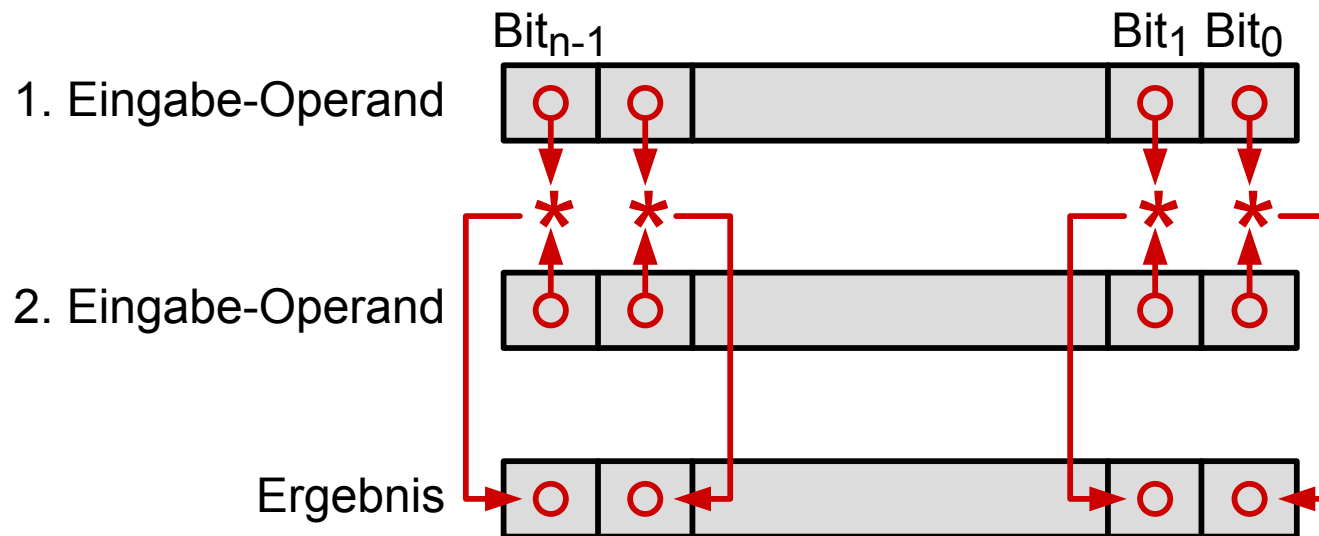 Bitn-1 Bit1 Bit0
1. Eingabe-Operand
* * * *
2. Eingabe-Operand
Ergebnis